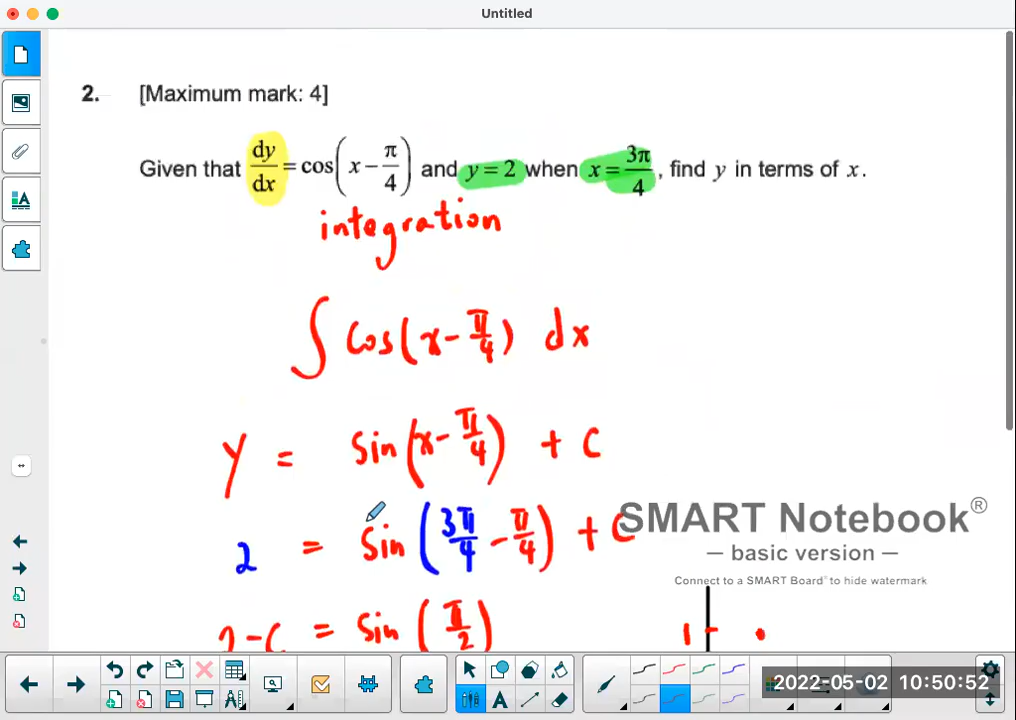 Untitled
2. [Maximum mark: 4]
Given that dy/dx = cos(x − π/4) and y = 2 when x = 3π/4, find y in terms of x.
integration
∫ cos(x − π/4) dx
y = sin(x − π/4) + C
2 = sin(3π/4 − π/4) + C
SMART Notebook®
— basic version —
Connect to a SMART Board™ to hide watermark
2 − C = sin(π/2)
1
2022-05-02 10:50:52